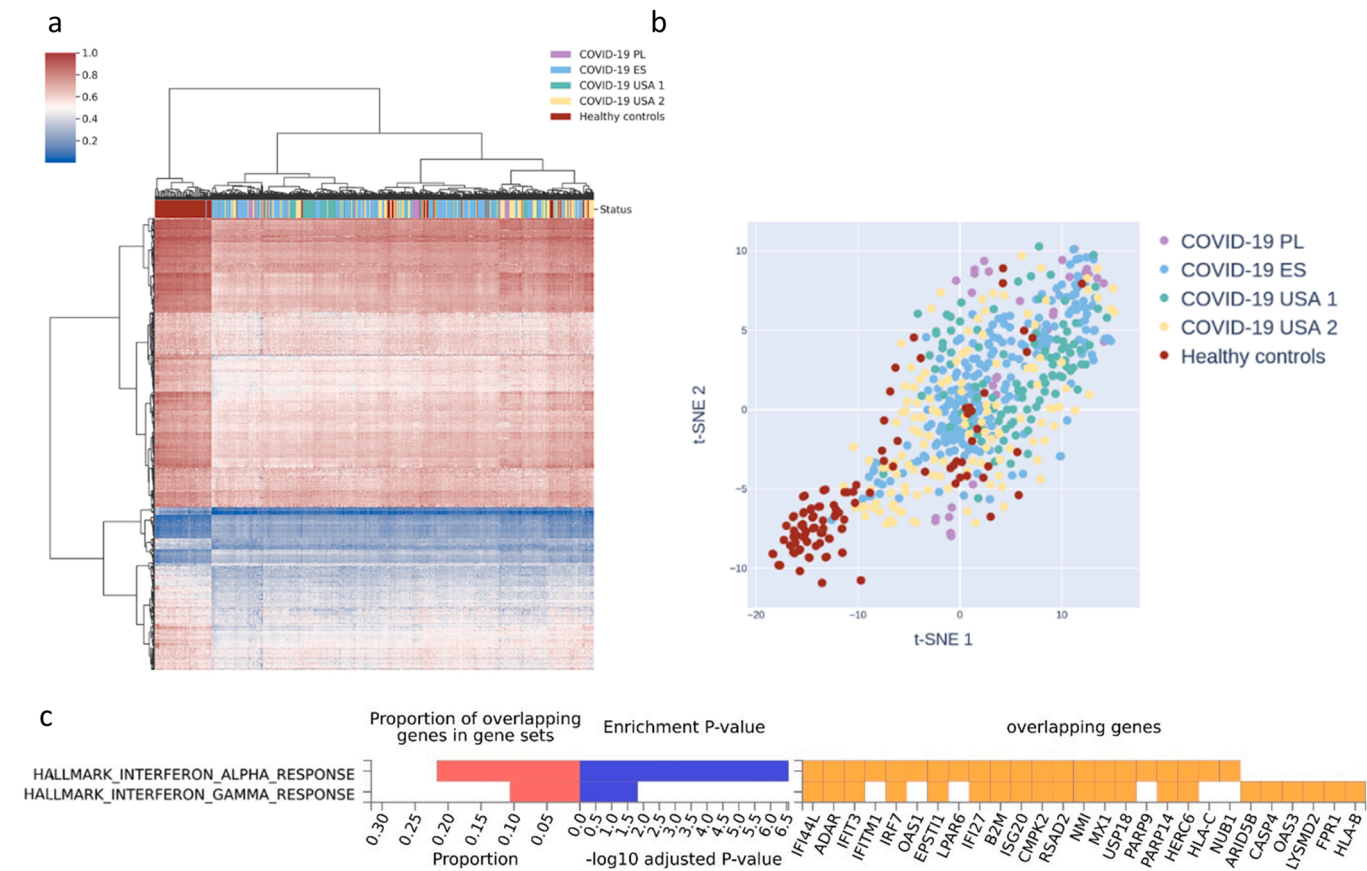 a
1.0
0.8
0.6
0.4
0.2
COVID-19 PL
COVID-19 ES
COVID-19 USA 1
COVID-19 USA 2
Healthy controls
Status
b
10
5
0
−5
−10
−20
−10
0
10
t-SNE 1
t-SNE 2
COVID-19 PL
COVID-19 ES
COVID-19 USA 1
COVID-19 USA 2
Healthy controls
c
Proportion of overlapping
genes in gene sets
Enrichment P-value
overlapping genes
HALLMARK_INTERFERON_ALPHA_RESPONSE
HALLMARK_INTERFERON_GAMMA_RESPONSE
0.30
0.25
0.20
0.15
0.10
0.05
0.0
0.5
1.0
1.5
2.0
2.5
3.0
3.5
4.0
4.5
5.0
5.5
6.0
6.5
Proportion
-log10 adjusted P-value
IFI44L
ADAR
IFIT3
IFITM1
IRF7
OAS1
EPSTI1
LPAR6
IFI27
B2M
ISG20
CMPK2
RSAD2
NMI
MX1
USP18
PARP9
PARP14
HERC6
HLA-C
NUB1
ARID5B
CASP4
OAS3
LYSMD2
FPR1
HLA-B